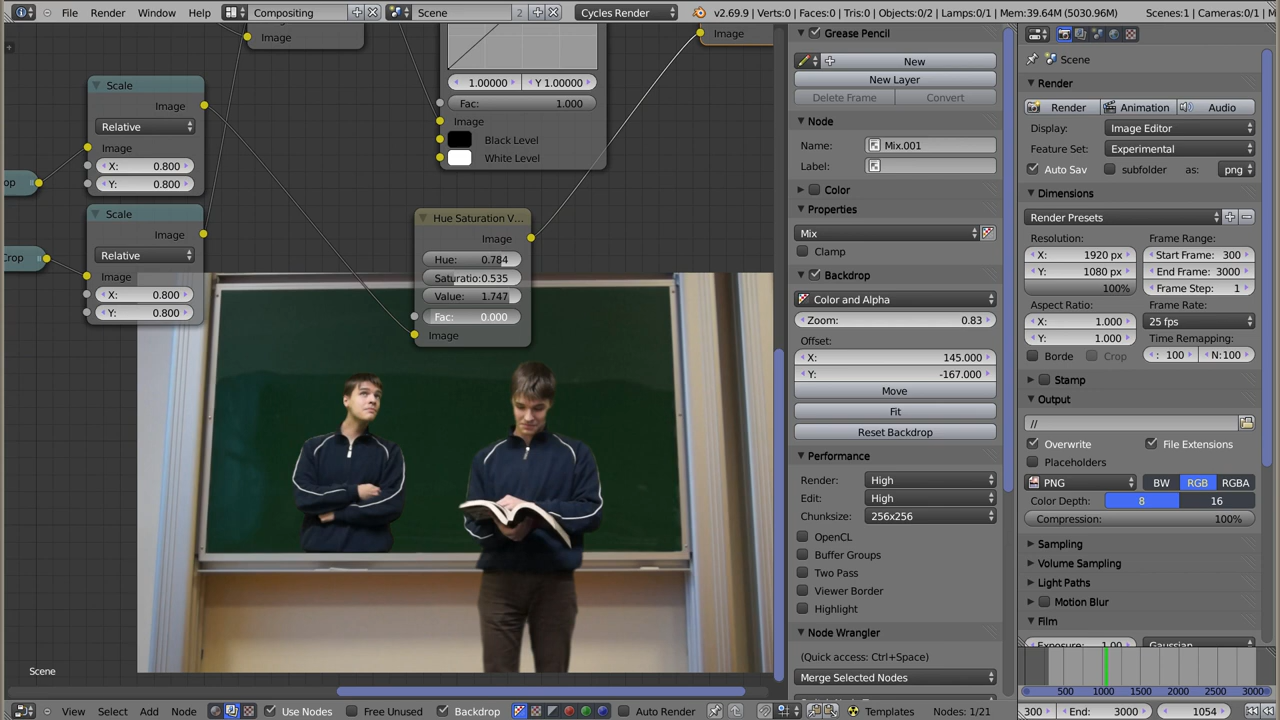 File Render Window Help Compositing Scene 2 Cycles Render v2.69.9 | Verts:0 | Faces:0 | Tris:0 | Objects:0/2 | Lamps:0/1 | Mem:39.64M (5030.96M) Scenes:1 | Cameras:0/1 | M
Image
Scale
Image
Relative
Image
X: 0.800
Y: 0.800
op
Scale
Image
Relative
Crop
Image
X: 0.800
Y: 0.800
1.00000 Y 1.00000
Fac: 1.000
Image
Black Level
White Level
Image
Hue Saturation V...
Image
Hue: 0.784
Saturatio:0.535
Value: 1.747
Fac: 0.000
Image
Scene
Grease Pencil
New
New Layer
Delete Frame Convert
Node
Name: Mix.001
Label:
Color
Properties
Mix
Clamp
Backdrop
Color and Alpha
Zoom: 0.83
Offset:
X: 145.000
Y: -167.000
Move
Fit
Reset Backdrop
Performance
Render: High
Edit: High
Chunksize: 256x256
OpenCL
Buffer Groups
Two Pass
Viewer Border
Highlight
Node Wrangler
(Quick access: Ctrl+Space)
Merge Selected Nodes
Scene
Render
Render Animation Audio
Display: Image Editor
Feature Set: Experimental
Auto Sav subfolder as: png
Dimensions
Render Presets
Resolution: Frame Range:
X: 1920 px Start Frame: 300
Y: 1080 px End Frame: 3000
100% Frame Step: 1
Aspect Ratio: Frame Rate:
X: 1.000 25 fps
Y: 1.000 Time Remapping:
Borde Crop : 100 N:100
Stamp
Output
//
Overwrite File Extensions
Placeholders
PNG BW RGB RGBA
Color Depth: 8 16
Compression: 100%
Sampling
Volume Sampling
Light Paths
Motion Blur
Film
Exposure: 1.00 Gaussian
500 1000 1500 2000 2500 3000
View Select Add Node Use Nodes Free Unused Backdrop Auto Render Templates Nodes: 1/21
300 End: 3000 1054